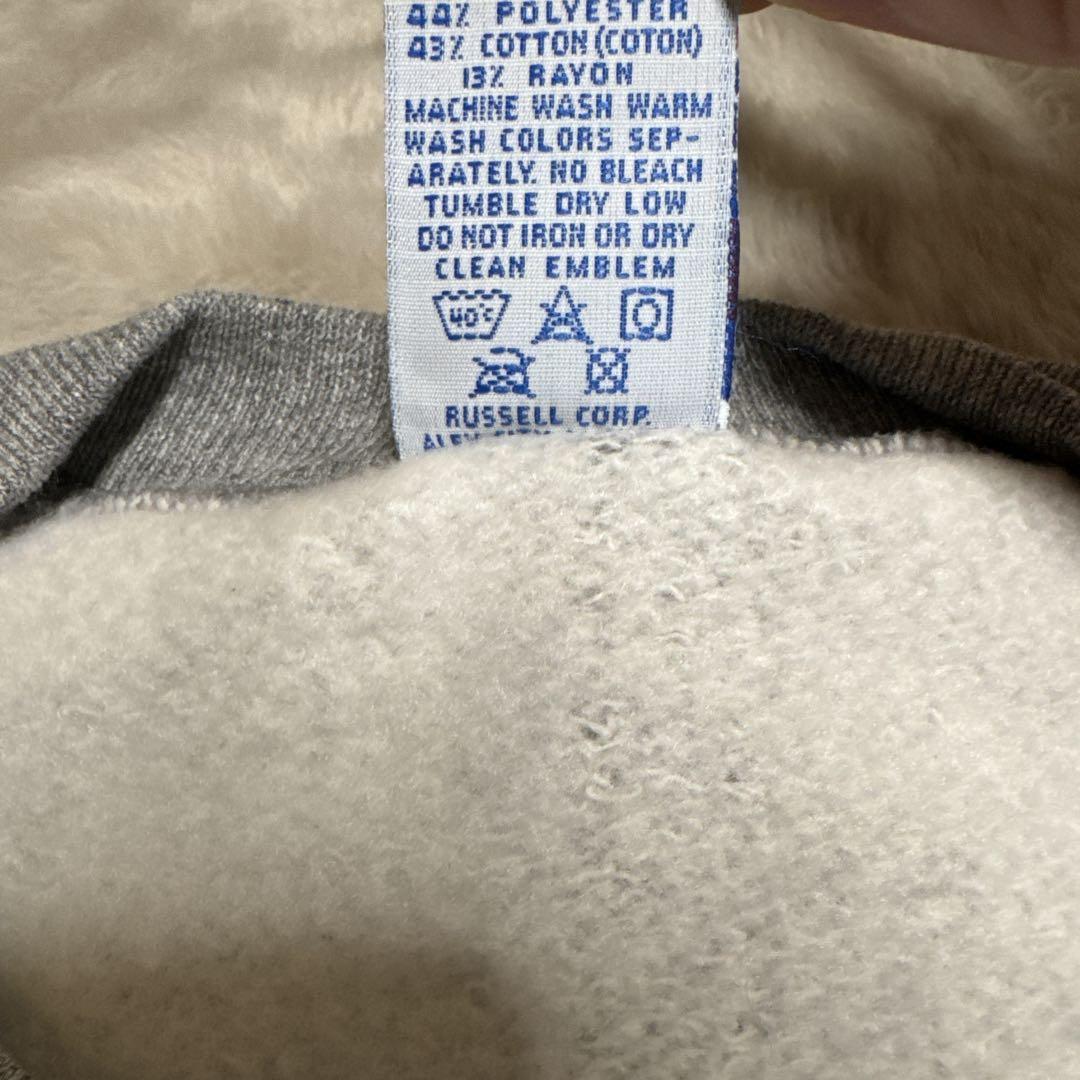 44% POLYESTER
43% COTTON (COTON)
13% RAYON
MACHINE WASH WARM
WASH COLORS SEP-
ARATELY. NO BLEACH
TUMBLE DRY LOW
DO NOT IRON OR DRY
CLEAN EMBLEM
40°C
RUSSELL CORP.